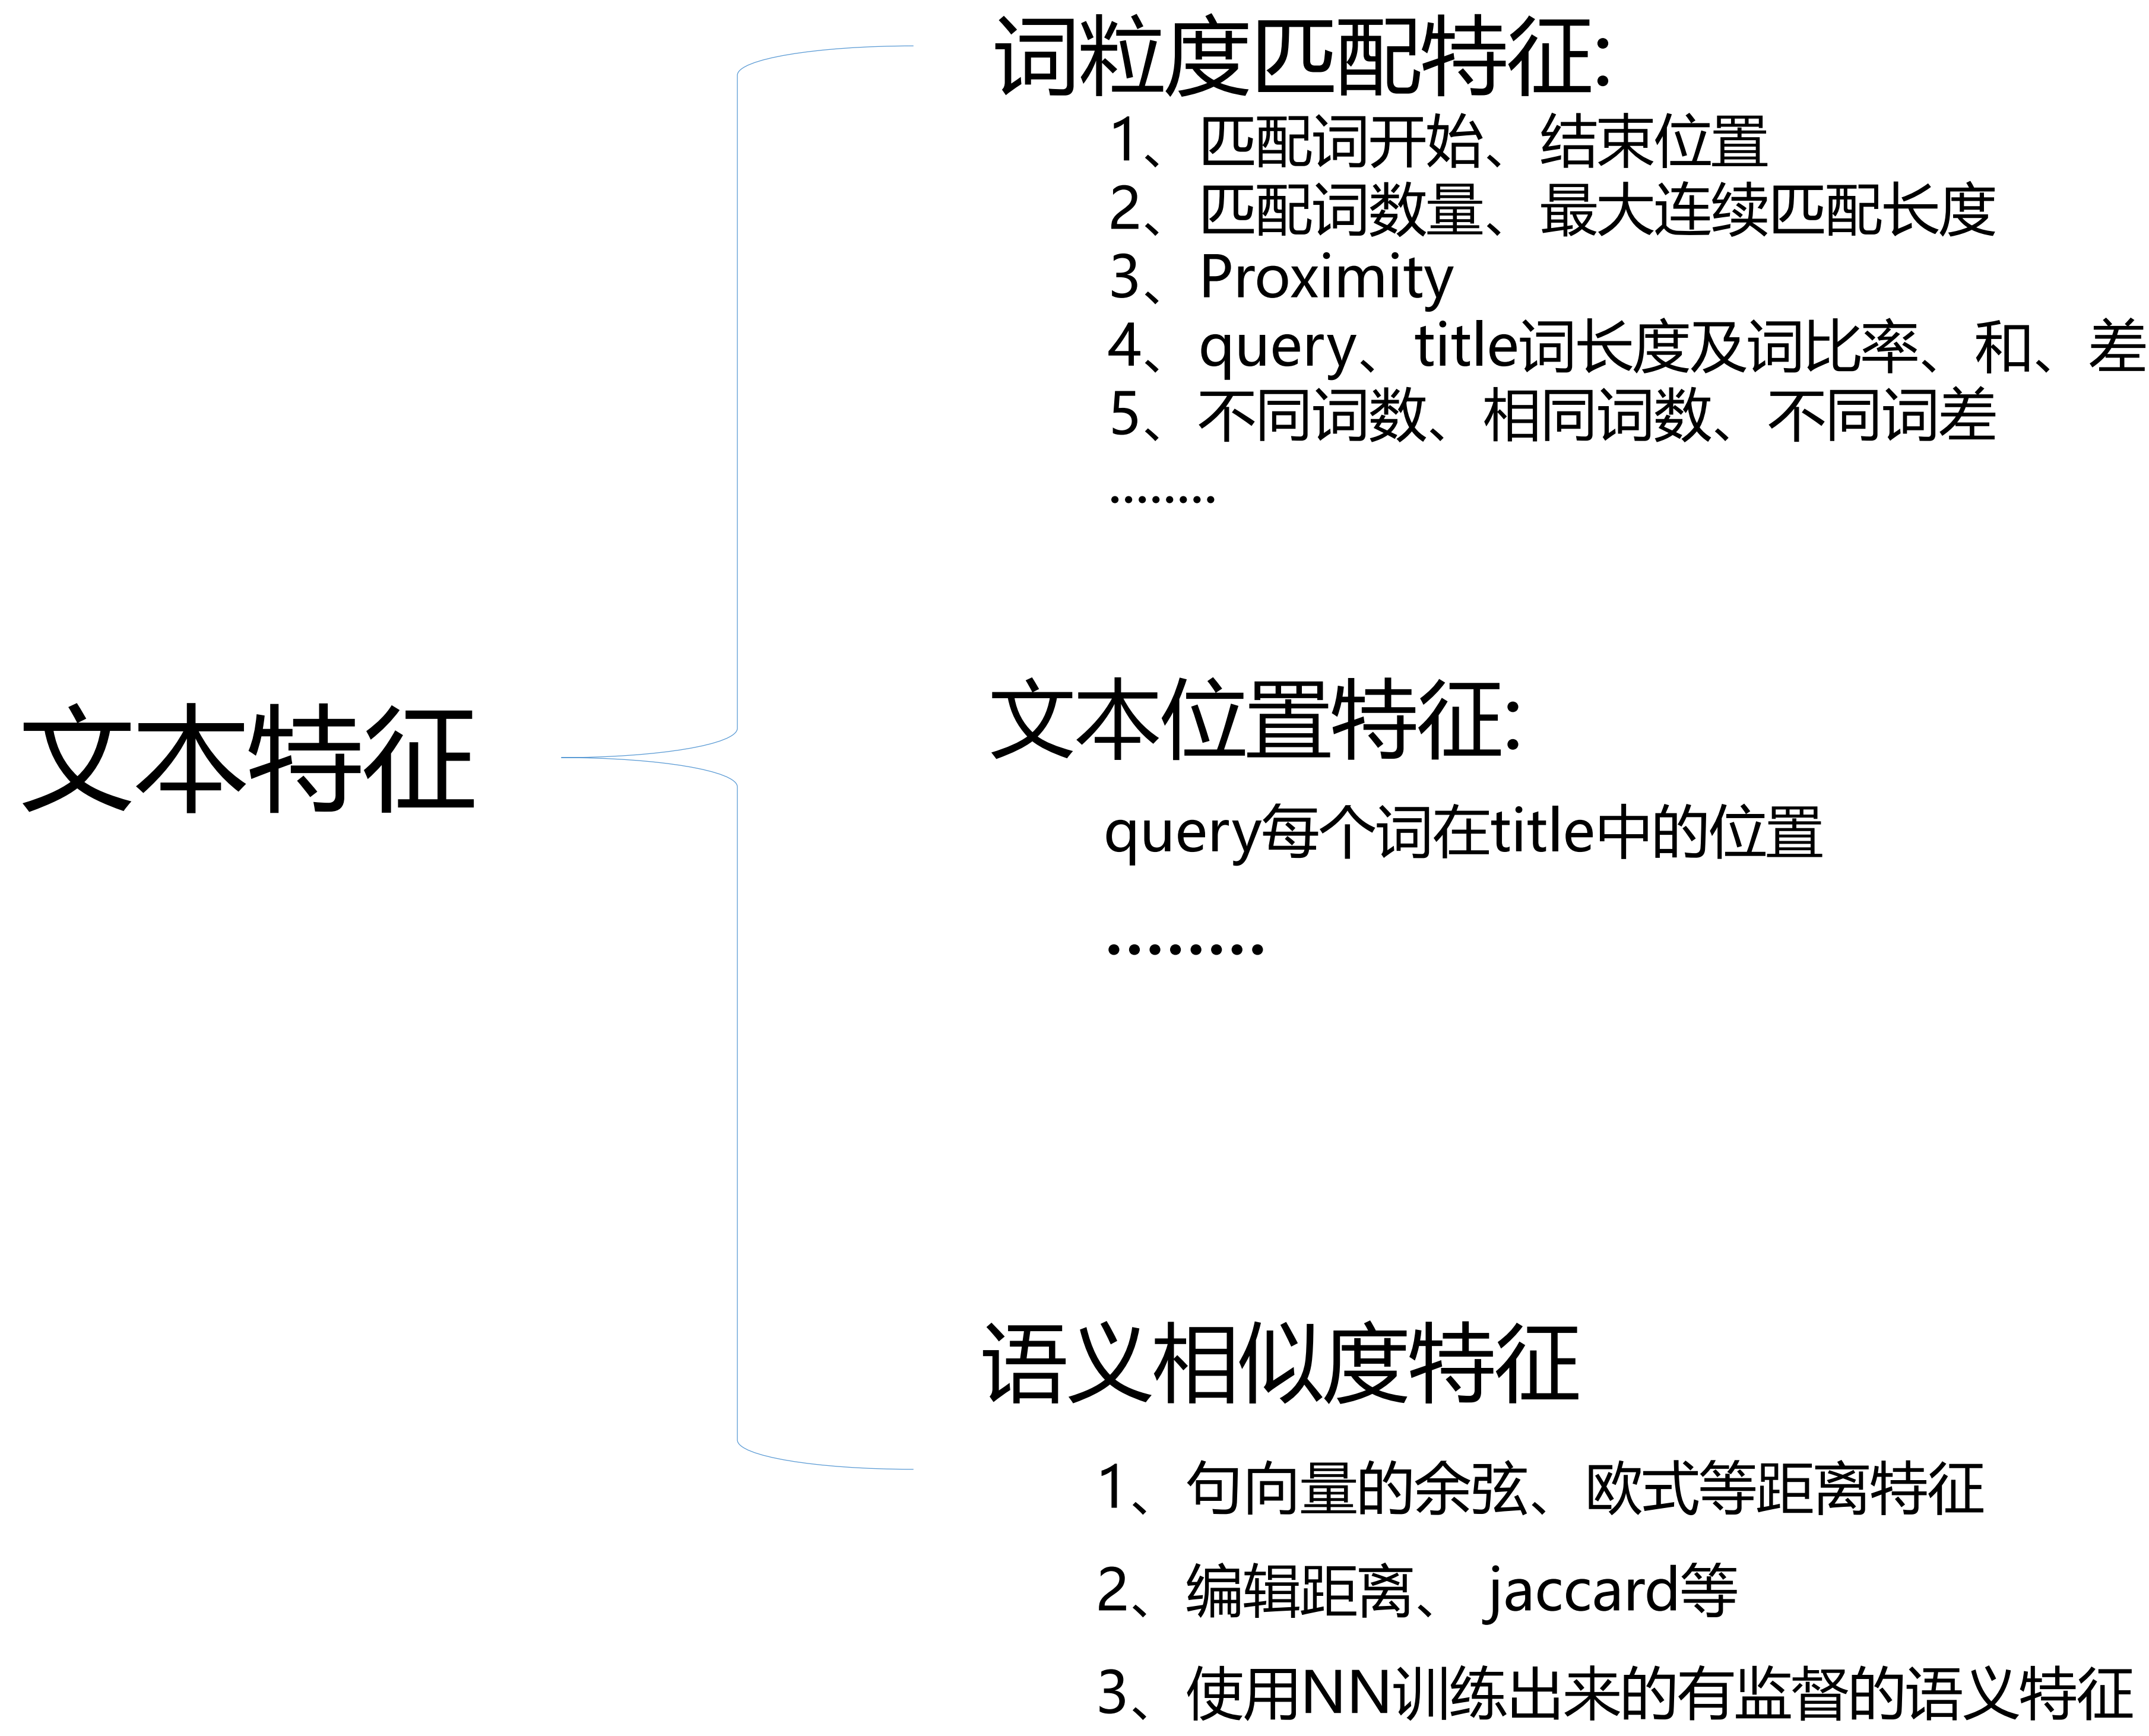 文本特征
词粒度匹配特征:
1、匹配词开始、结束位置
2、匹配词数量、最大连续匹配长度
3、Proximity
4、query、title词长度及词比率、和、差
5、不同词数、相同词数、不同词差
........
文本位置特征:
query每个词在title中的位置
........
语义相似度特征
1、句向量的余弦、欧式等距离特征
2、编辑距离、jaccard等
3、使用NN训练出来的有监督的语义特征